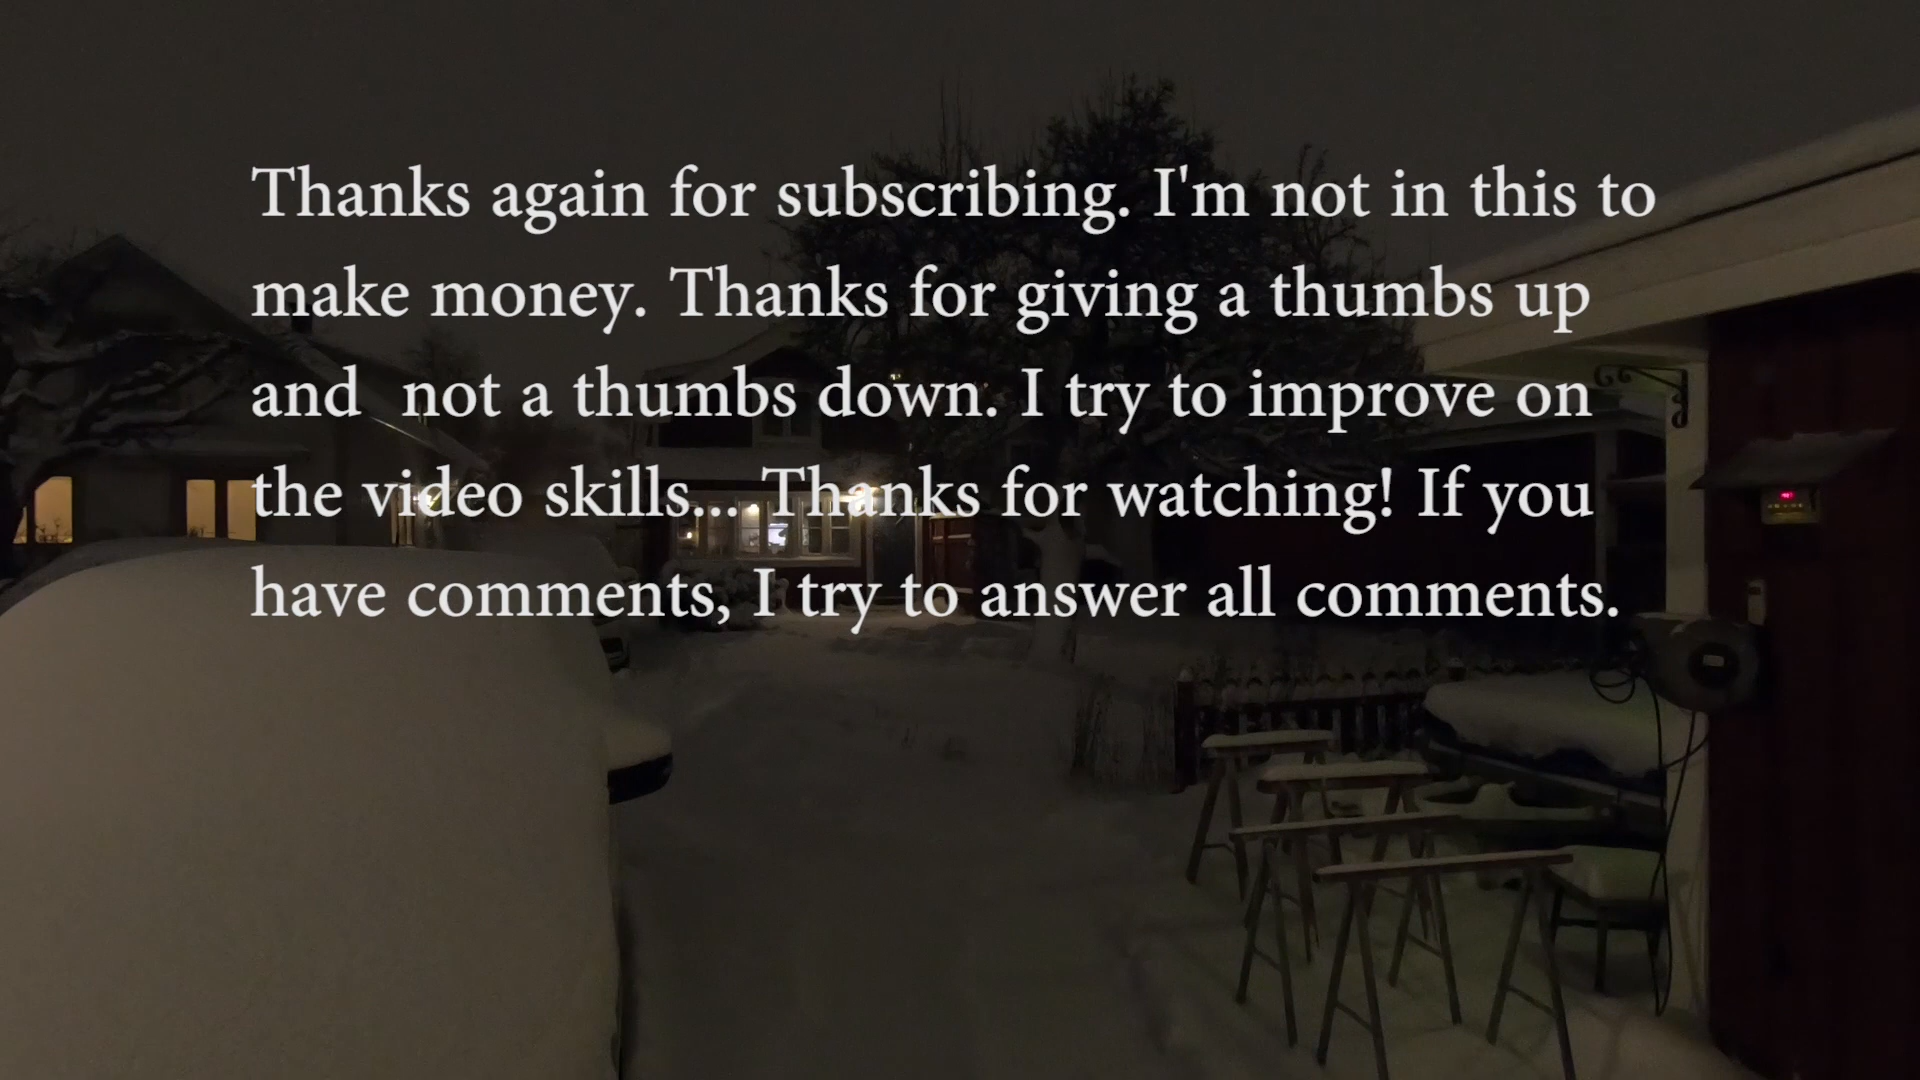 Thanks again for subscribing. I'm not in this to
make money. Thanks for giving a thumbs up
and  not a thumbs down. I try to improve on
the video skills... Thanks for watching! If you
have comments, I try to answer all comments.